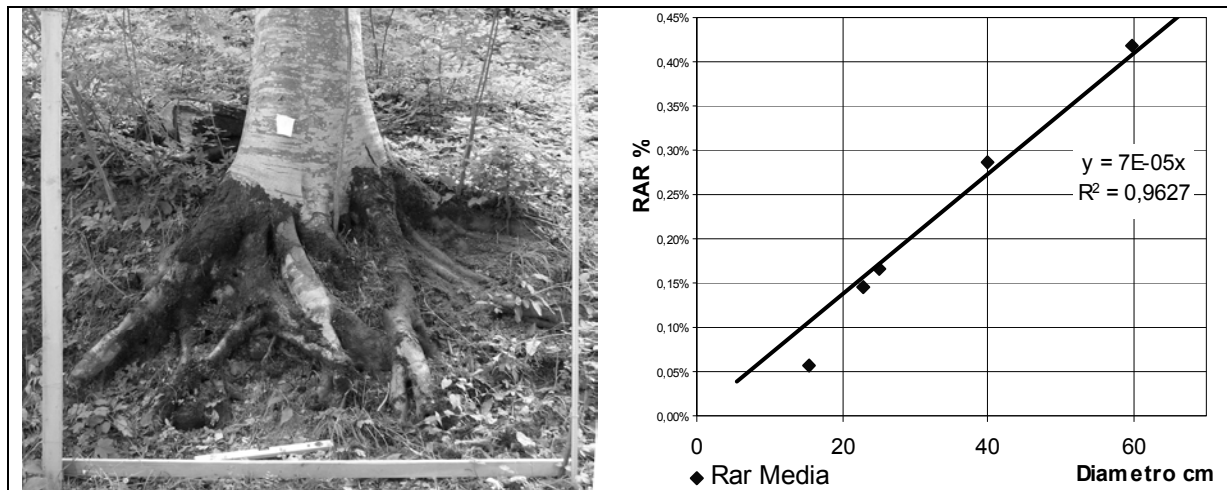 0,45%
0,40%
0,35%
0,30%
0,25%
0,20%
0,15%
0,10%
0,05%
0,00%
RAR %
y = 7E-05x
R² = 0,9627
0 20 40 60
Rar Media
Diametro cm